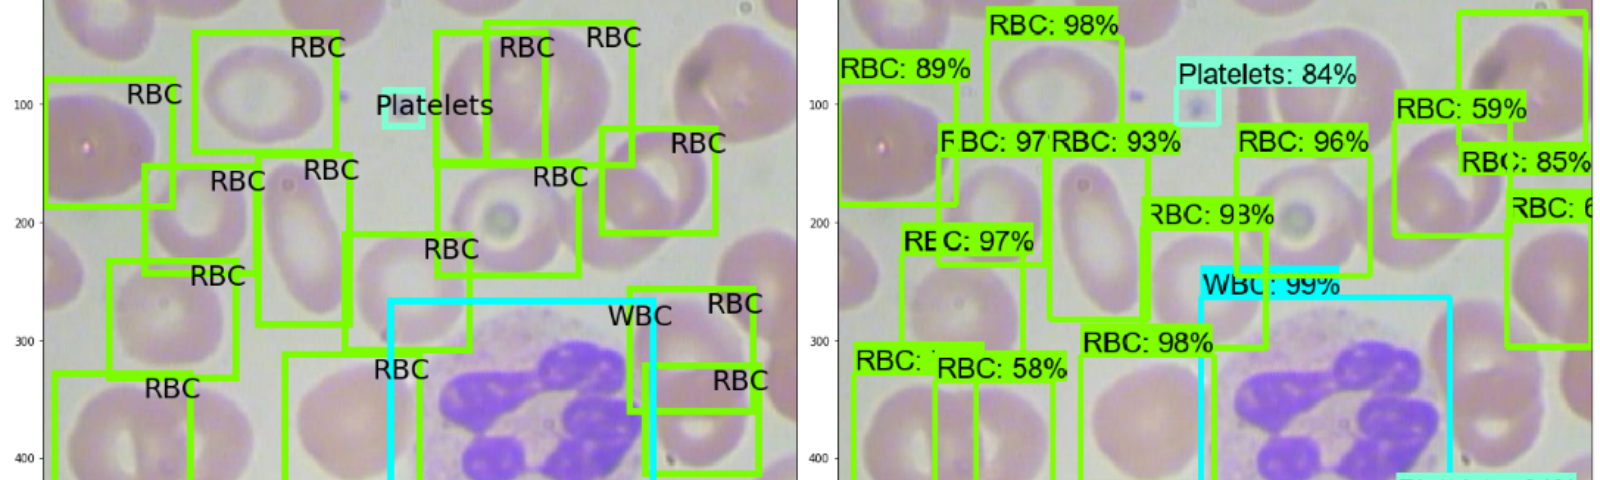 RBC
RBC
RBC
RBC
Platelets
RBC
RBC
RBC
RBC
RBC
RBC
RBC
RBC
WBC
RBC
RBC
RBC
100
200
300
400
RBC: 98%
RBC: 89%
Platelets: 84%
RBC: 59%
BC: 97
RBC: 93%
RBC: 96%
RBC: 85%
RBC: 93%
RBC: 6
C: 97%
WBC: 99%
RBC: 98%
RBC:
RBC: 58%
100
200
300
400